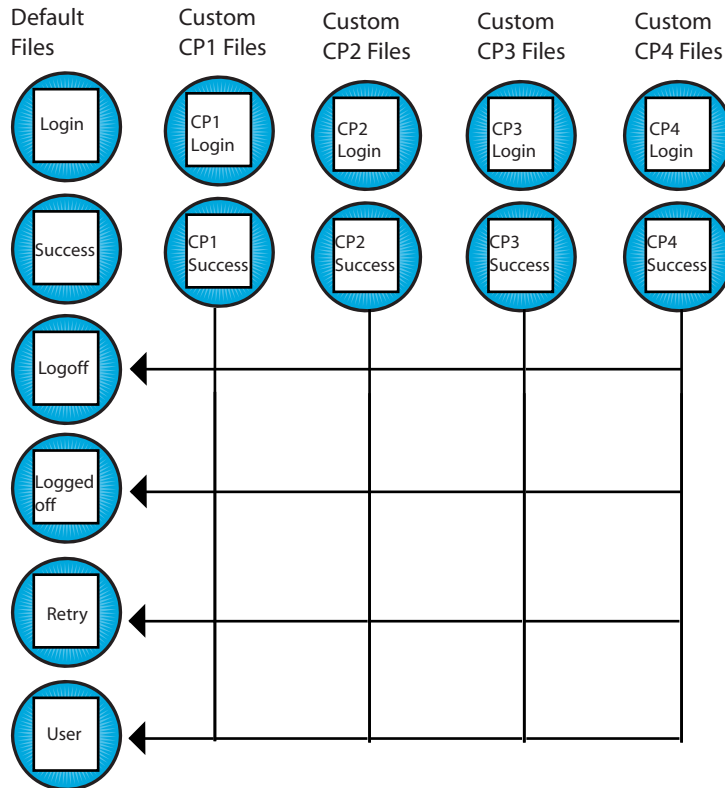 Default
Files
Custom
CP1 Files
Custom
CP2 Files
Custom
CP3 Files
Custom
CP4 Files
Login
CP1
Login
CP2
Login
CP3
Login
CP4
Login
Success
CP1
Success
CP2
Success
CP3
Success
CP4
Success
Logoff
Logged
off
Retry
User